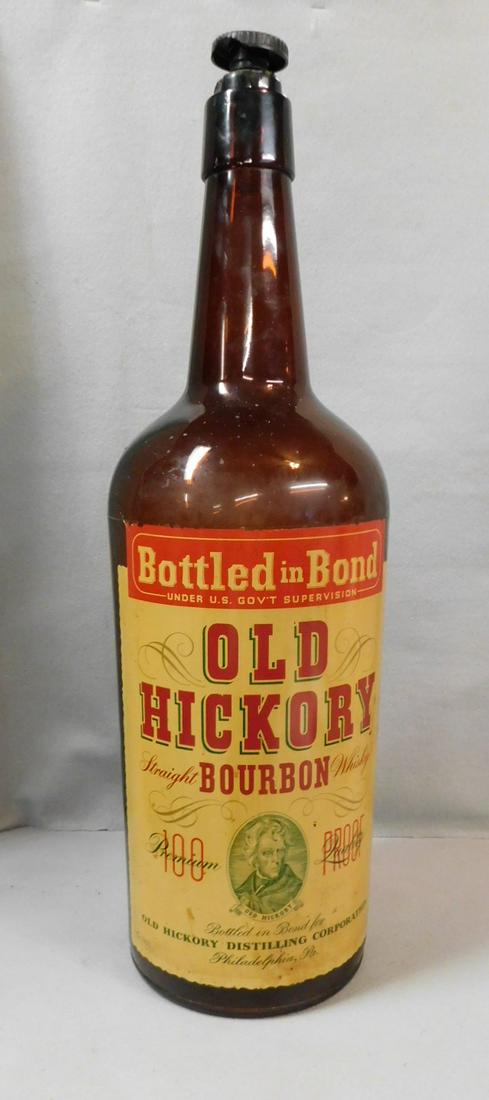 Bottled in Bond
UNDER U.S. GOV'T SUPERVISION
OLD
HICKORY
Straight BOURBON Whisky
100 PROOF
Premium Quality
OLD HICKORY
Bottled in Bond for
OLD HICKORY DISTILLING CORPORATION
Philadelphia, Pa.